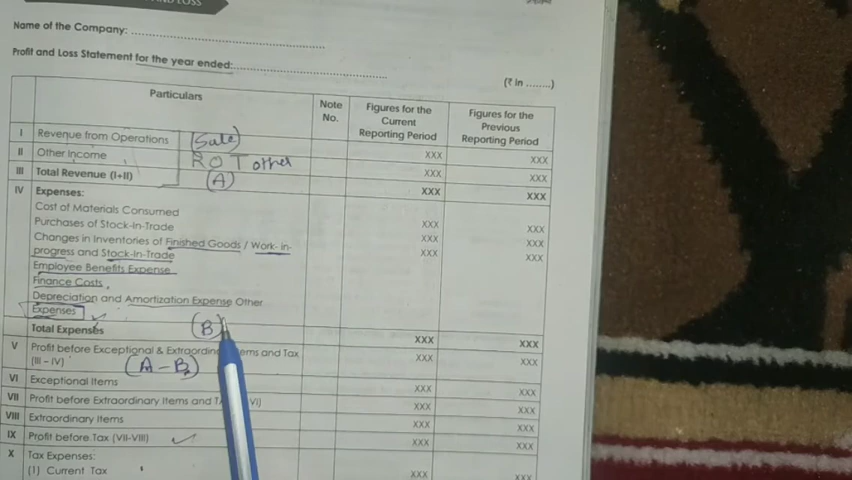 AND LOSS
Name of the Company: ..........
Profit and Loss Statement for the year ended: ..........
(₹ in ........)
Particulars
Note No.
Figures for the Current Reporting Period
Figures for the Previous Reporting Period
I Revenue from Operations (Sale) XXX XXX
II Other Income R O T other XXX XXX
III Total Revenue (I+II) (A) XXX XXX
IV Expenses:
Cost of Materials Consumed XXX XXX
Purchases of Stock-in-Trade XXX XXX
Changes in Inventories of Finished Goods / Work-in- XXX XXX
progress and Stock-in-Trade
Employee Benefits Expense
Finance Costs
Depreciation and Amortization Expense Other
Expenses
Total Expenses (B) XXX XXX
V Profit before Exceptional & Extraordin and Tax XXX XXX
(III – IV) (A – B)
VI Exceptional Items XXX XXX
VII Profit before Extraordinary Items and XXX XXX
VIII Extraordinary Items XXX XXX
IX Profit before Tax (VII-VIII) XXX XXX
X Tax Expenses:
(1) Current Tax XXX XXX